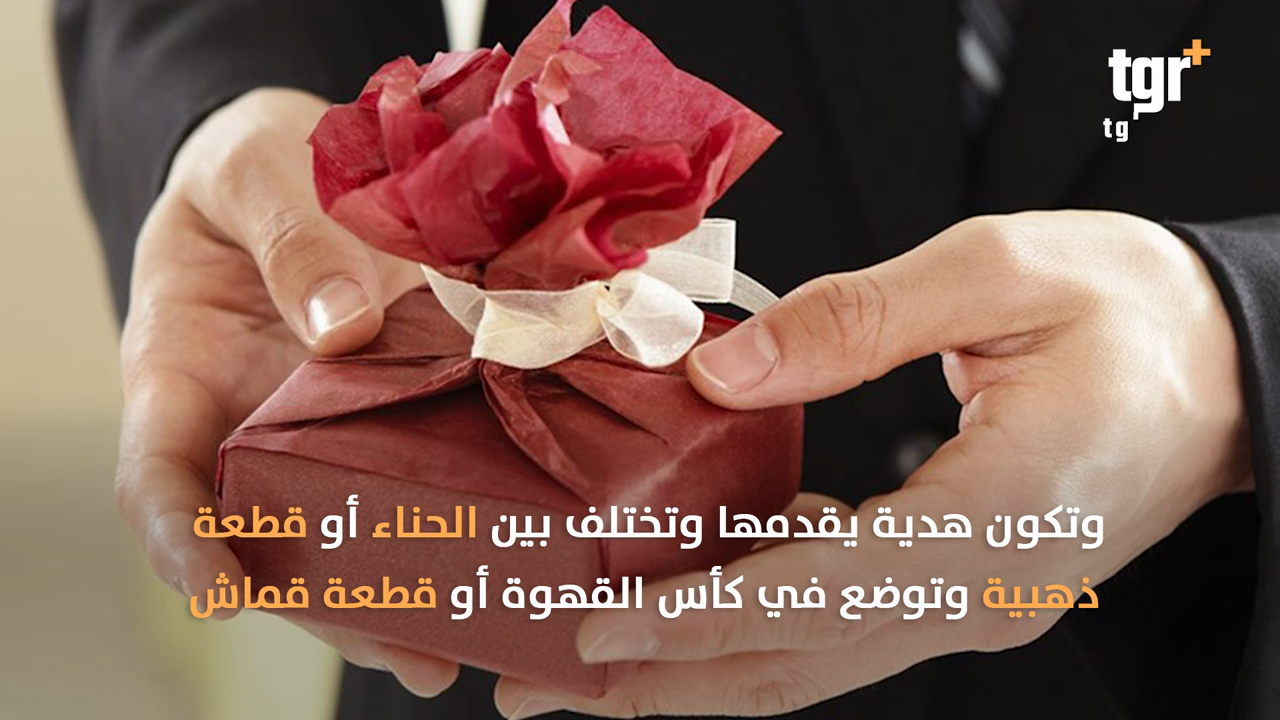 tgr+
tg
وتكون هدية يقدمها وتختلف بين الحناء أو قطعة
ذهبية وتوضع في كأس القهوة أو قطعة قماش